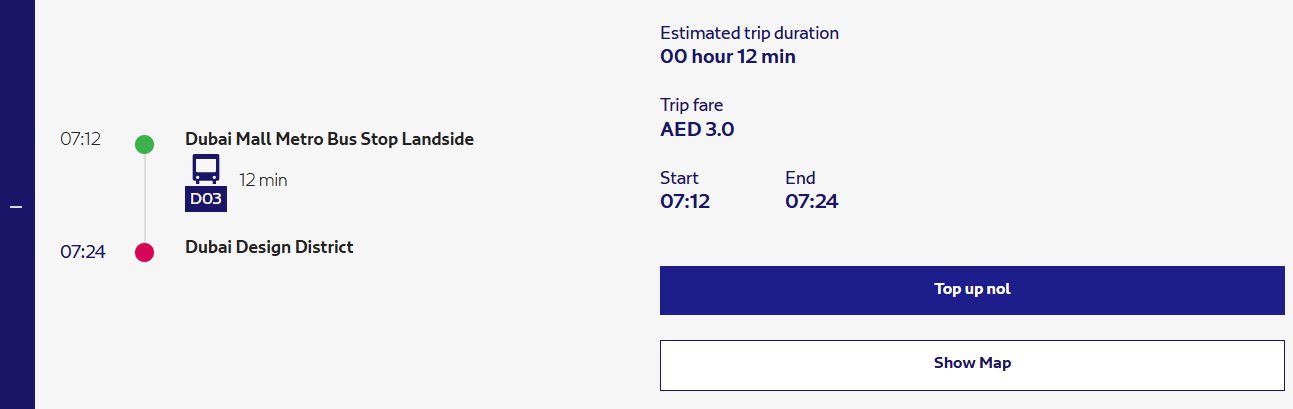 07:12
Dubai Mall Metro Bus Stop Landside
12 min
D03
07:24
Dubai Design District
Estimated trip duration
00 hour 12 min
Trip fare
AED 3.0
Start End
07:12 07:24
Top up nol
Show Map